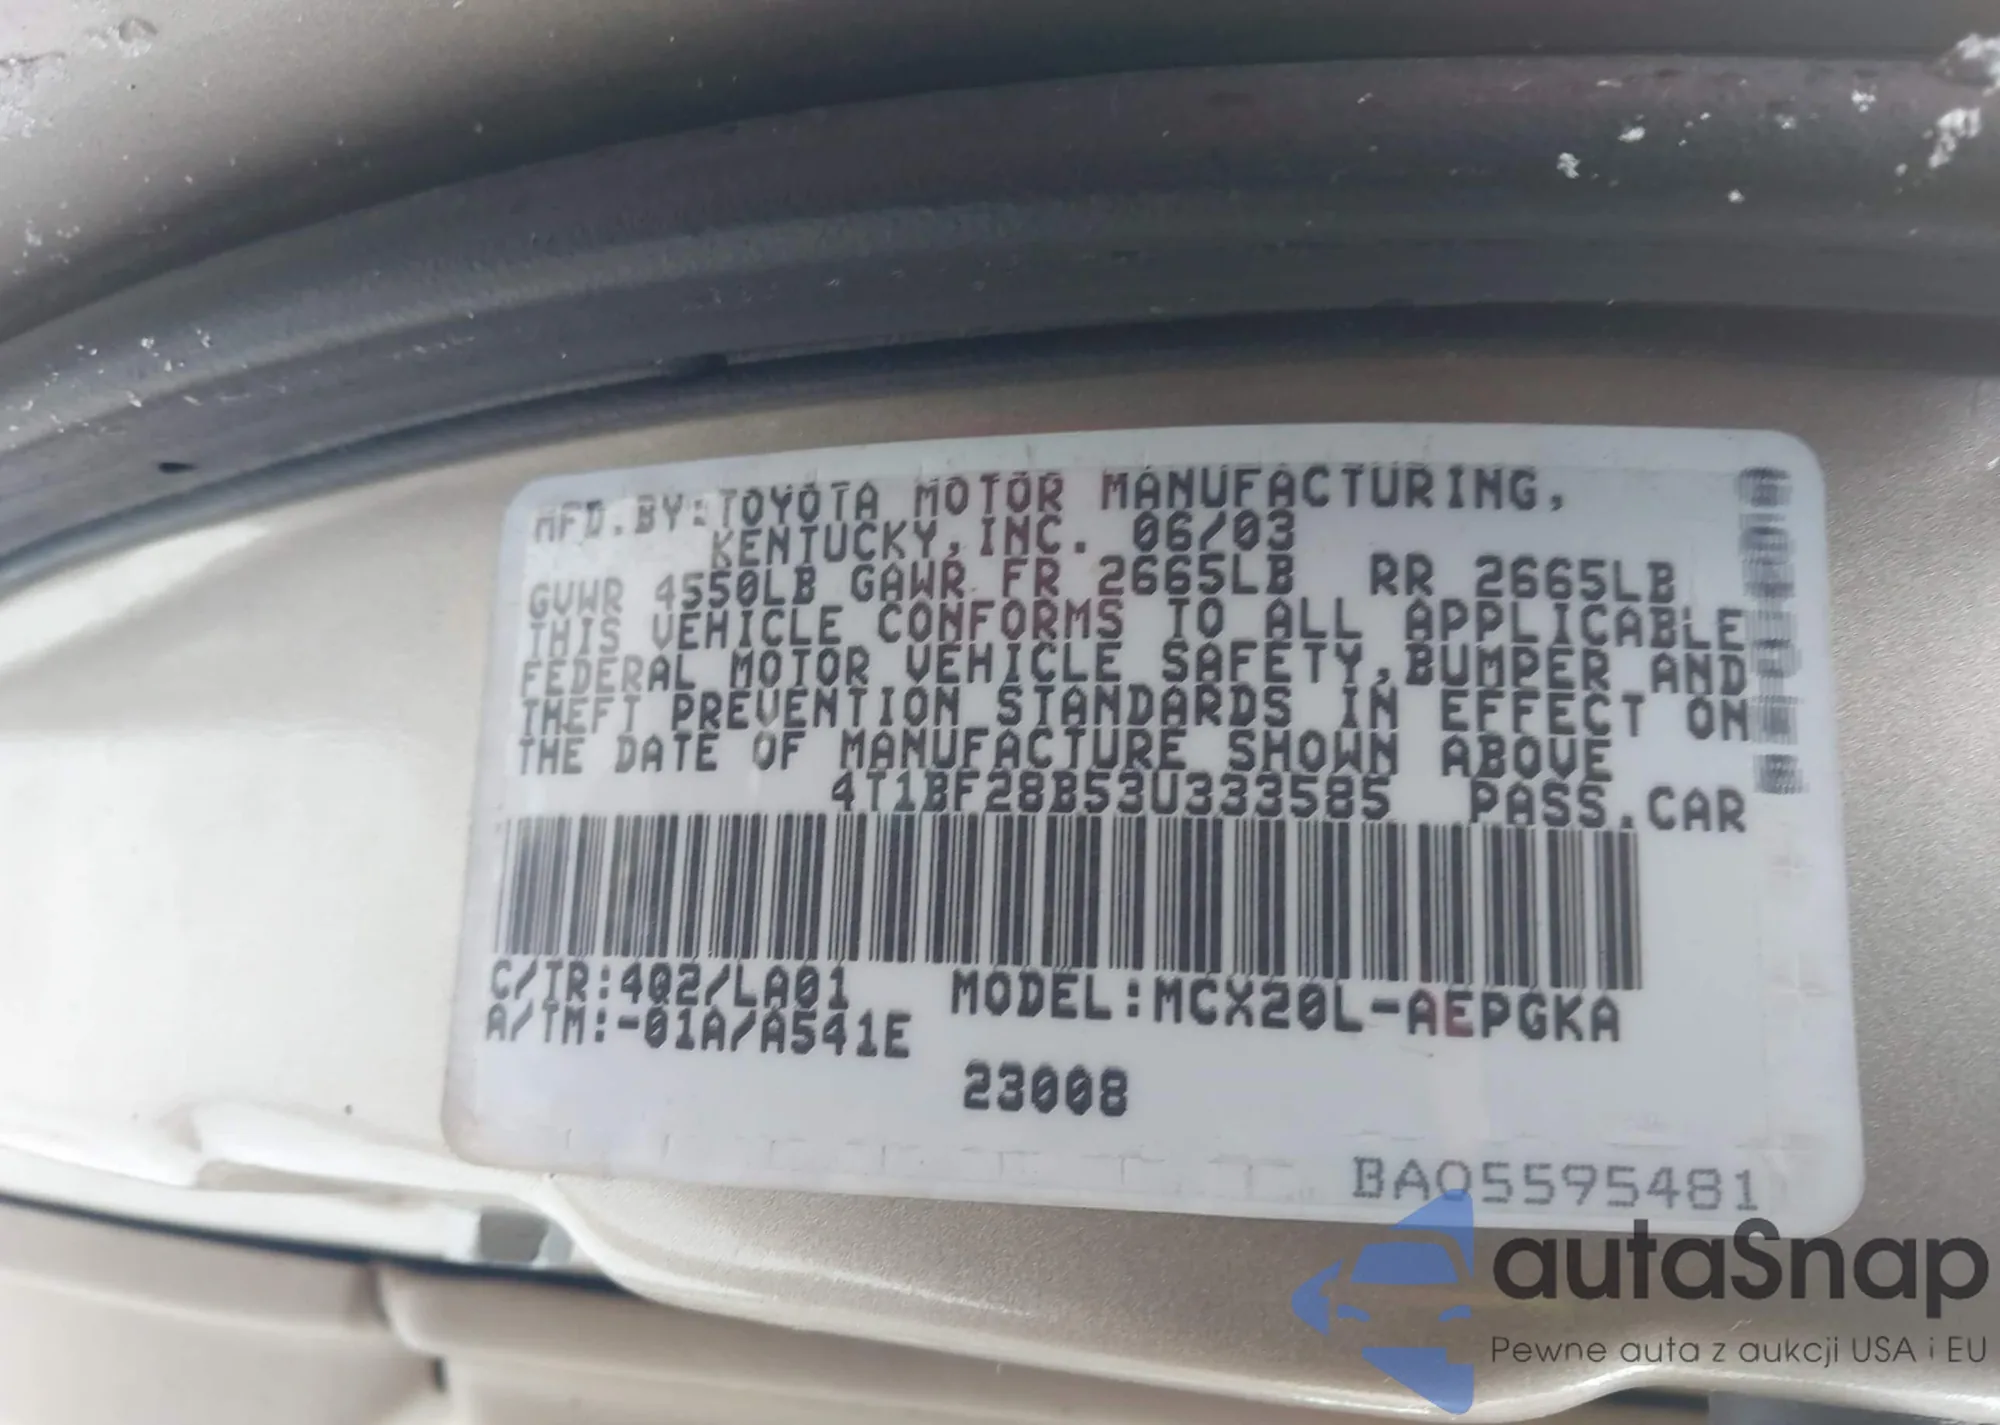 MFD.BY:TOYOTA MOTOR MANUFACTURING,
KENTUCKY,INC. 06/03
GVWR 4550LB GAWR FR 2665LB RR 2665LB
THIS VEHICLE CONFORMS TO ALL APPLICABLE
FEDERAL MOTOR VEHICLE SAFETY,BUMPER AND
THEFT PREVENTION STANDARDS IN EFFECT ON
THE DATE OF MANUFACTURE SHOWN ABOVE
4T1BF28B53U333585 PASS.CAR
C/TR:4Q2/LA01 MODEL:MCX20L-AEPGKA
A/TM:-01A/A541E
23008
BA05595481
autaSnap
Pewne auta z aukcji USA i EU